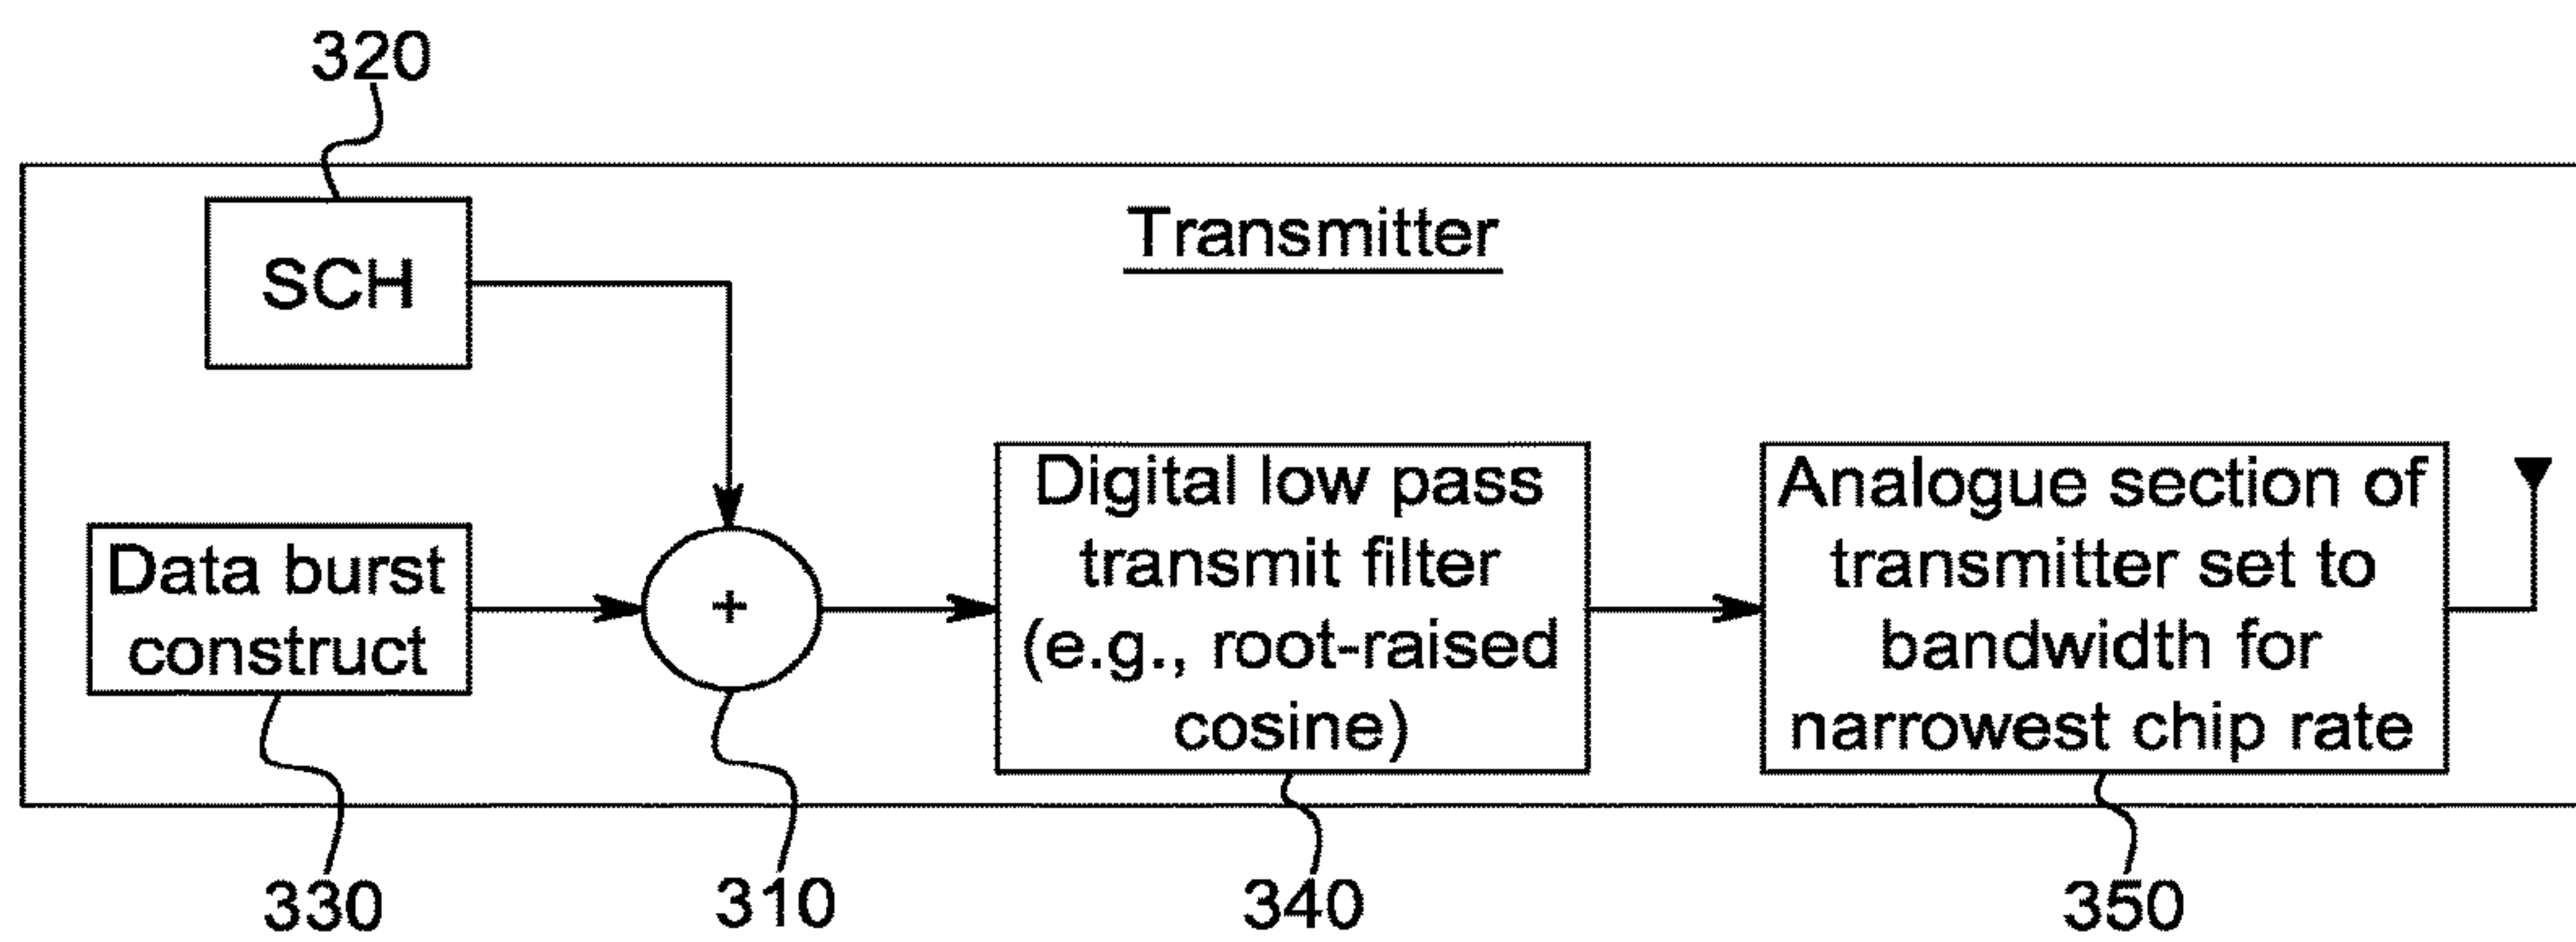 320
Transmitter
SCH
Data burst
construct
+
Digital low pass
transmit filter
(e.g., root-raised
cosine)
Analogue section of
transmitter set to
bandwidth for
narrowest chip rate
330
310
340
350